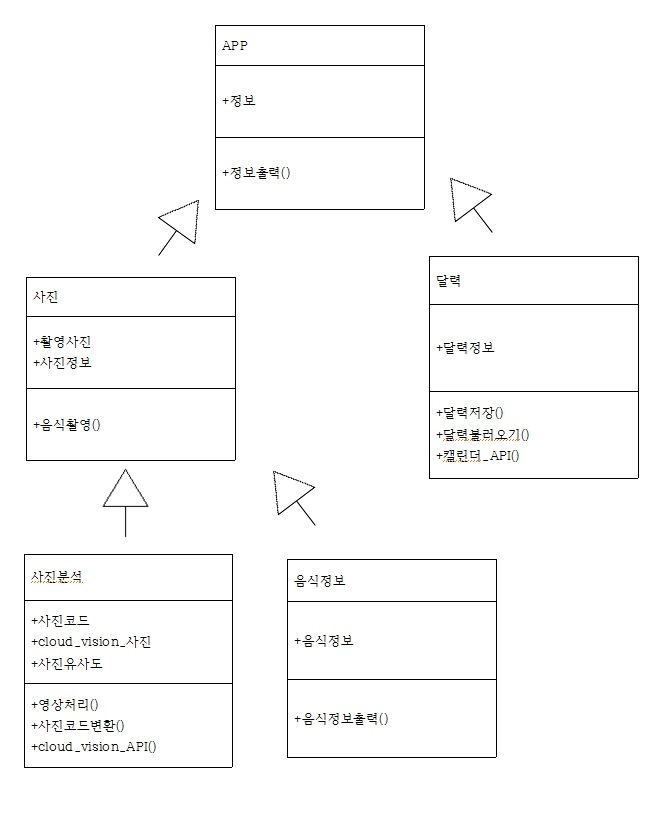 APP
+정보
+정보출력()
사진
+촬영사진
+사진정보
+음식촬영()
달력
+달력정보
+달력저장()
+달력불러오기()
+캘린더_API()
사진분석
+사진코드
+cloud_vision_사진
+사진유사도
+영상처리()
+사진코드변환()
+cloud_vision_API()
음식정보
+음식정보
+음식정보출력()